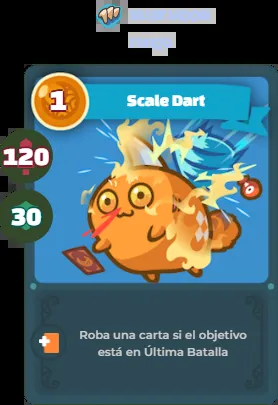 1
Scale Dart
120
30
Roba una carta si el objetivo
está en Última Batalla